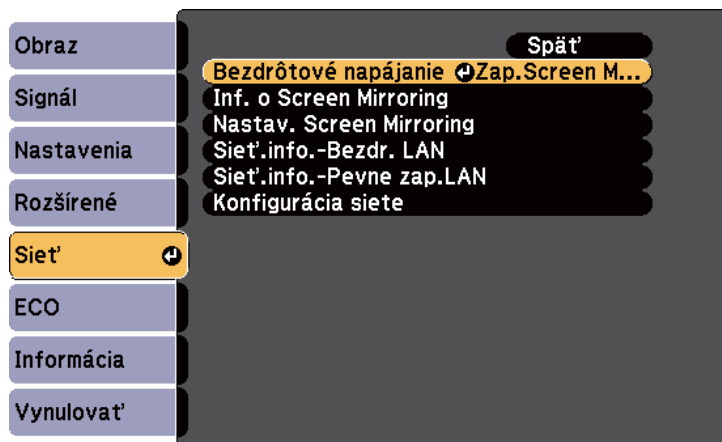 Obraz
Signál
Nastavenia
Rozšírené
Sieť
ECO
Informácia
Vynulovať
Späť
Bezdrôtové napájanie Zap.Screen M...
Inf. o Screen Mirroring
Nastav. Screen Mirroring
Sieť.info.-Bezdr. LAN
Sieť.info.-Pevne zap.LAN
Konfigurácia siete